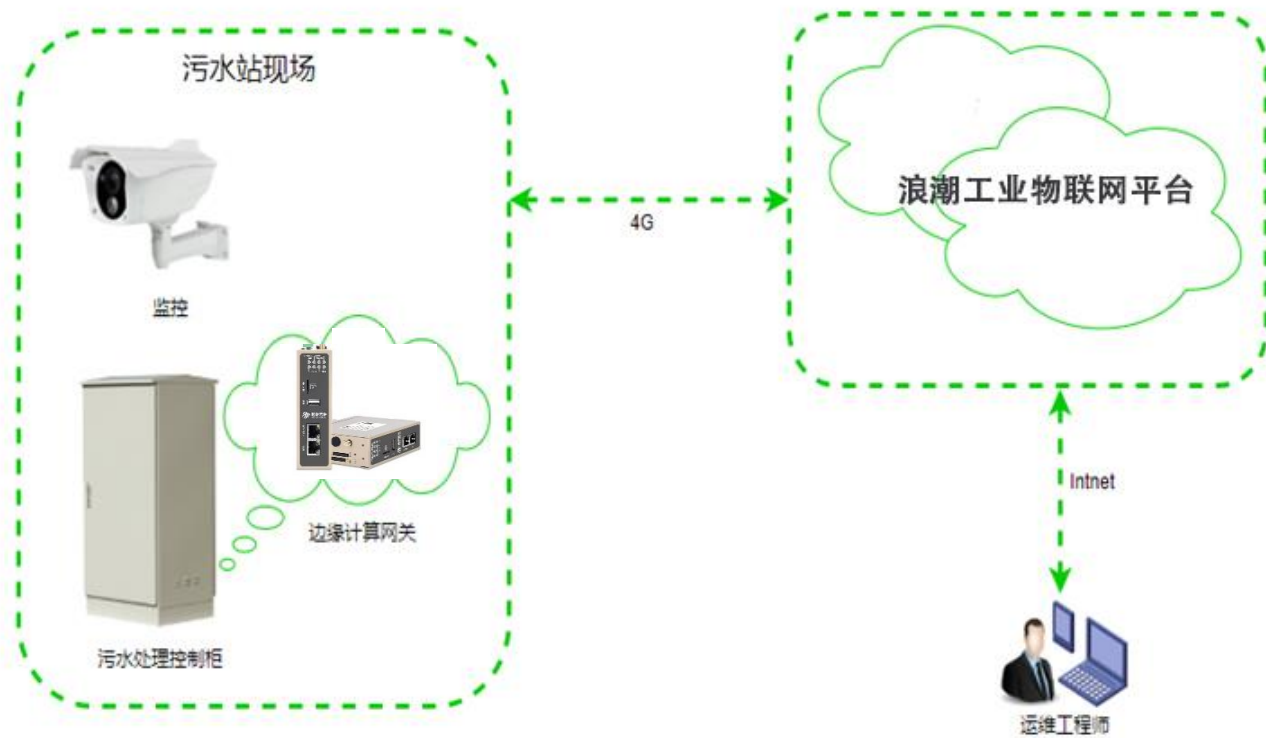 污水站现场
监控
边缘计算网关
污水处理控制柜
4G
浪潮工业物联网平台
Intnet
运维工程师